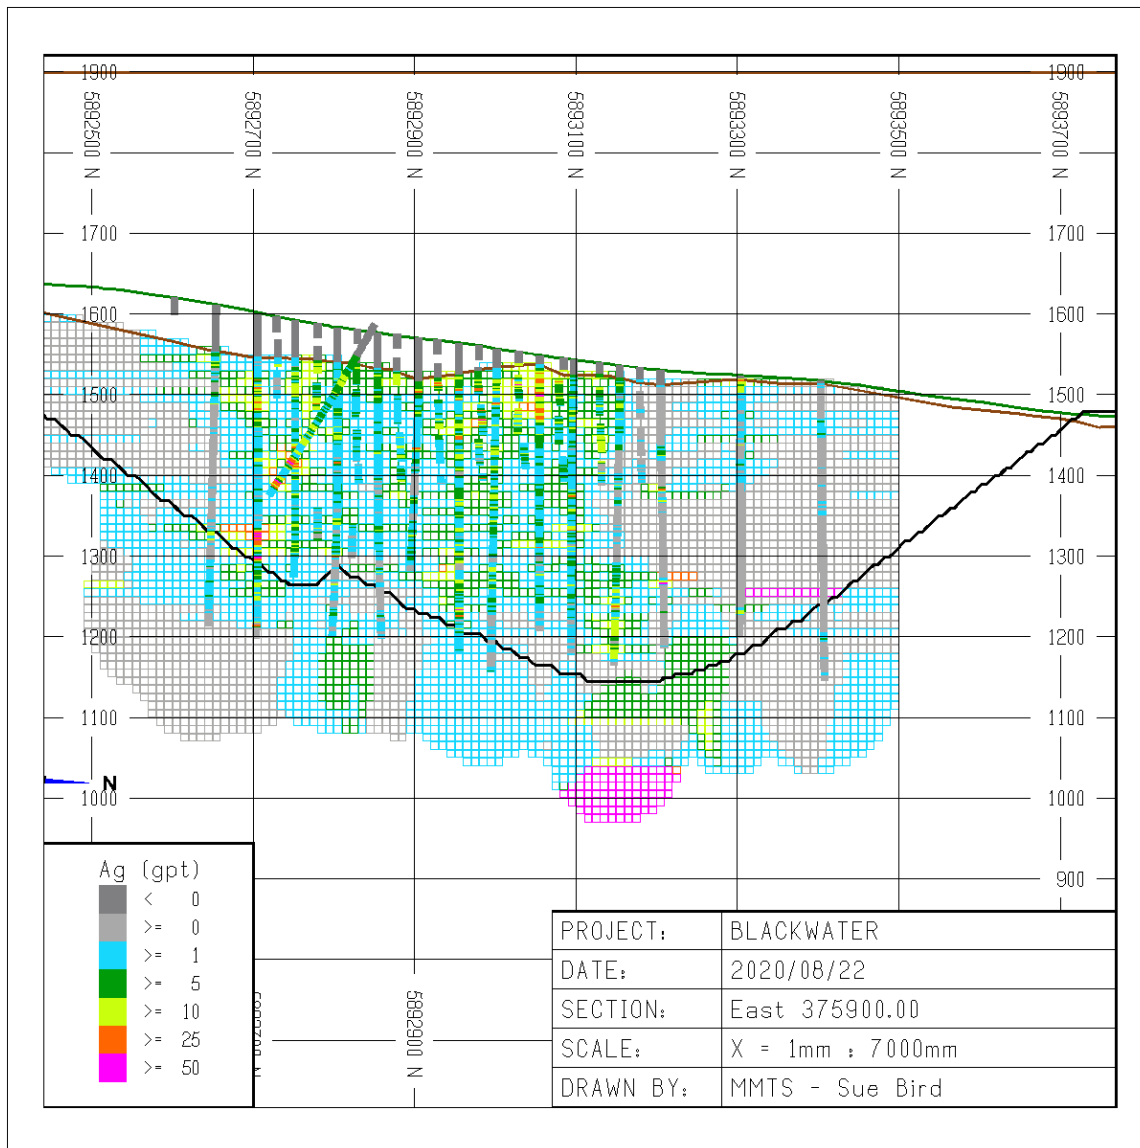 1900 1900
5892500 N
5892700 N
5892900 N
5893100 N
5893300 N
5893500 N
5893700 N
1700 1700
1600 1600
1500 1500
1400 1400
1300 1300
1200 1200
1100 1100
N
1000 1000
900
Ag (gpt)
< 0
>= 0
>= 1
>= 5
>= 10
>= 25
>= 50
5892900 N
PROJECT: BLACKWATER
DATE: 2020/08/22
SECTION: East 375900.00
SCALE: X = 1mm : 7000mm
DRAWN BY: MMTS - Sue Bird